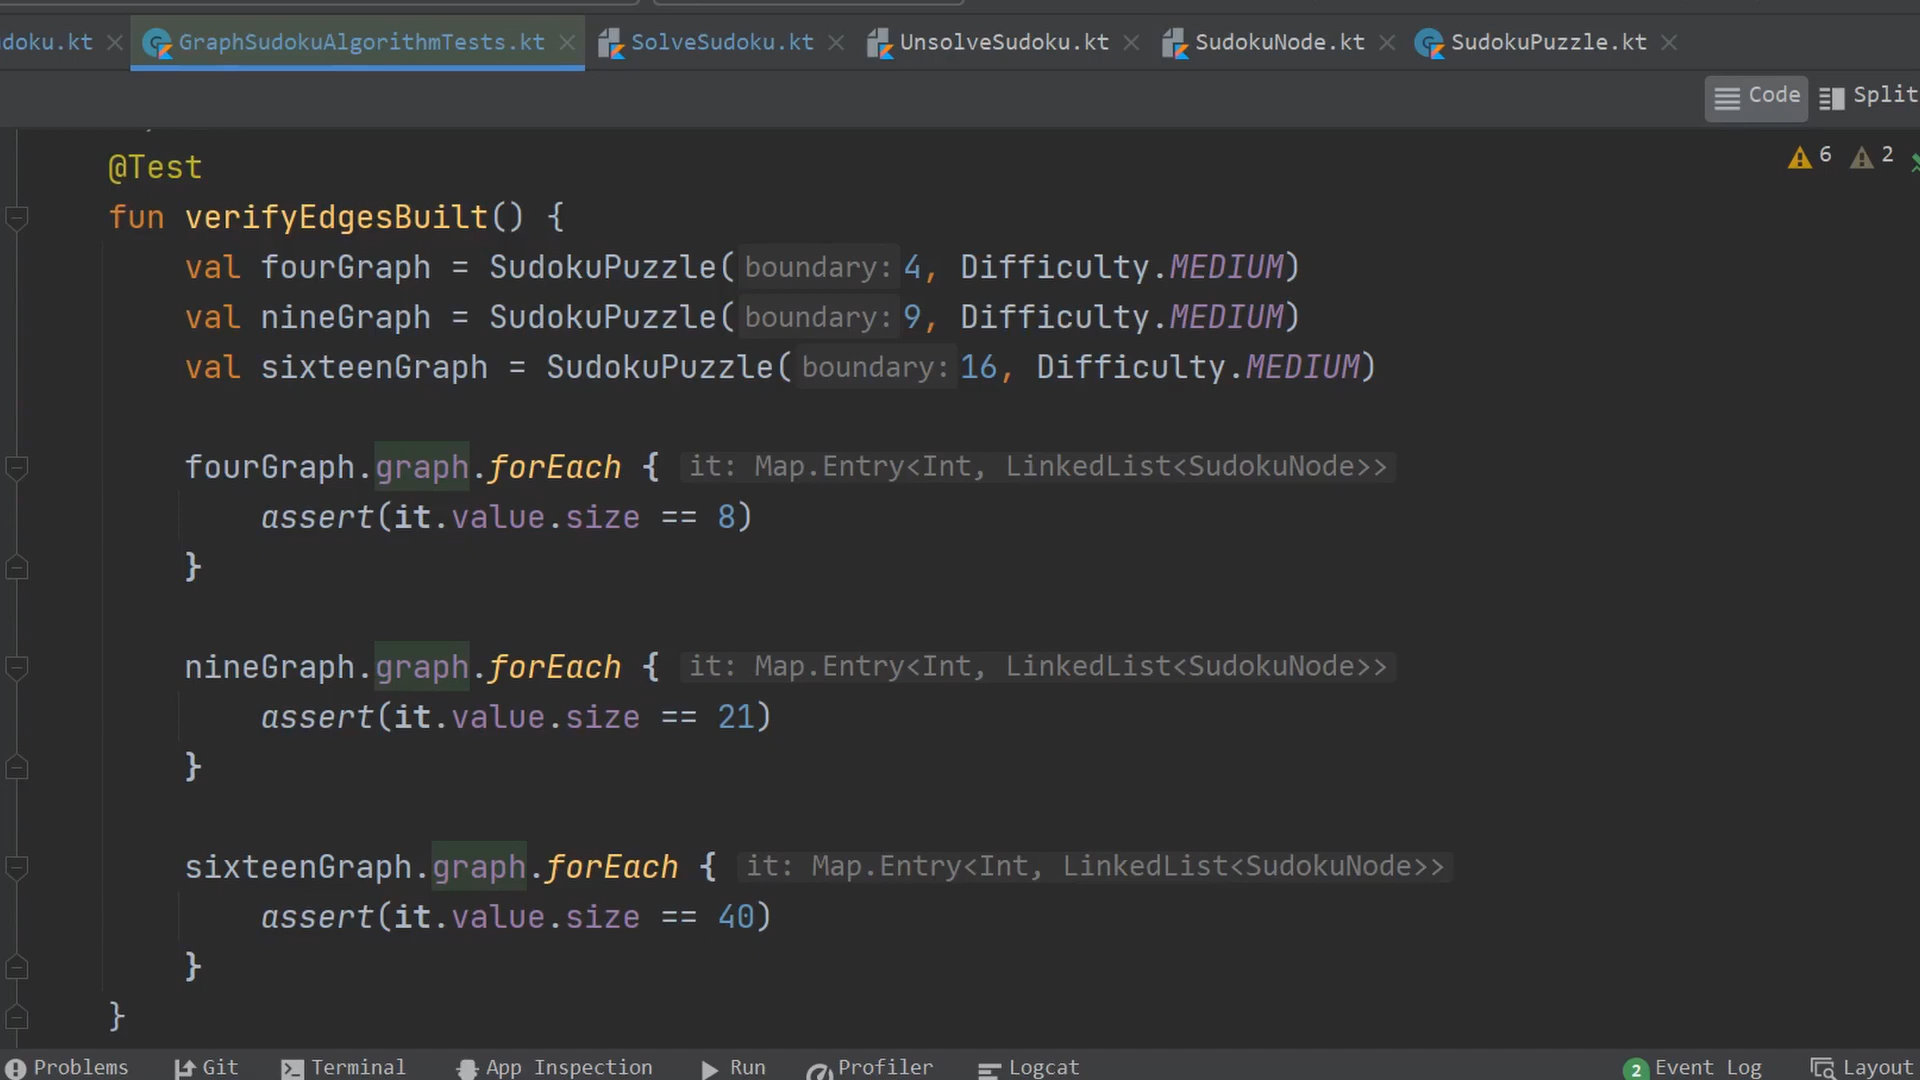 doku.kt GraphSudokuAlgorithmTests.kt SolveSudoku.kt UnsolveSudoku.kt SudokuNode.kt SudokuPuzzle.kt
Code Split
6 2
@Test
fun verifyEdgesBuilt() {
val fourGraph = SudokuPuzzle( boundary: 4, Difficulty.MEDIUM)
val nineGraph = SudokuPuzzle( boundary: 9, Difficulty.MEDIUM)
val sixteenGraph = SudokuPuzzle( boundary: 16, Difficulty.MEDIUM)
fourGraph.graph.forEach { it: Map.Entry<Int, LinkedList<SudokuNode>>
assert(it.value.size == 8)
}
nineGraph.graph.forEach { it: Map.Entry<Int, LinkedList<SudokuNode>>
assert(it.value.size == 21)
}
sixteenGraph.graph.forEach { it: Map.Entry<Int, LinkedList<SudokuNode>>
assert(it.value.size == 40)
}
}
Problems Git Terminal App Inspection Run Profiler Logcat 2 Event Log Layout